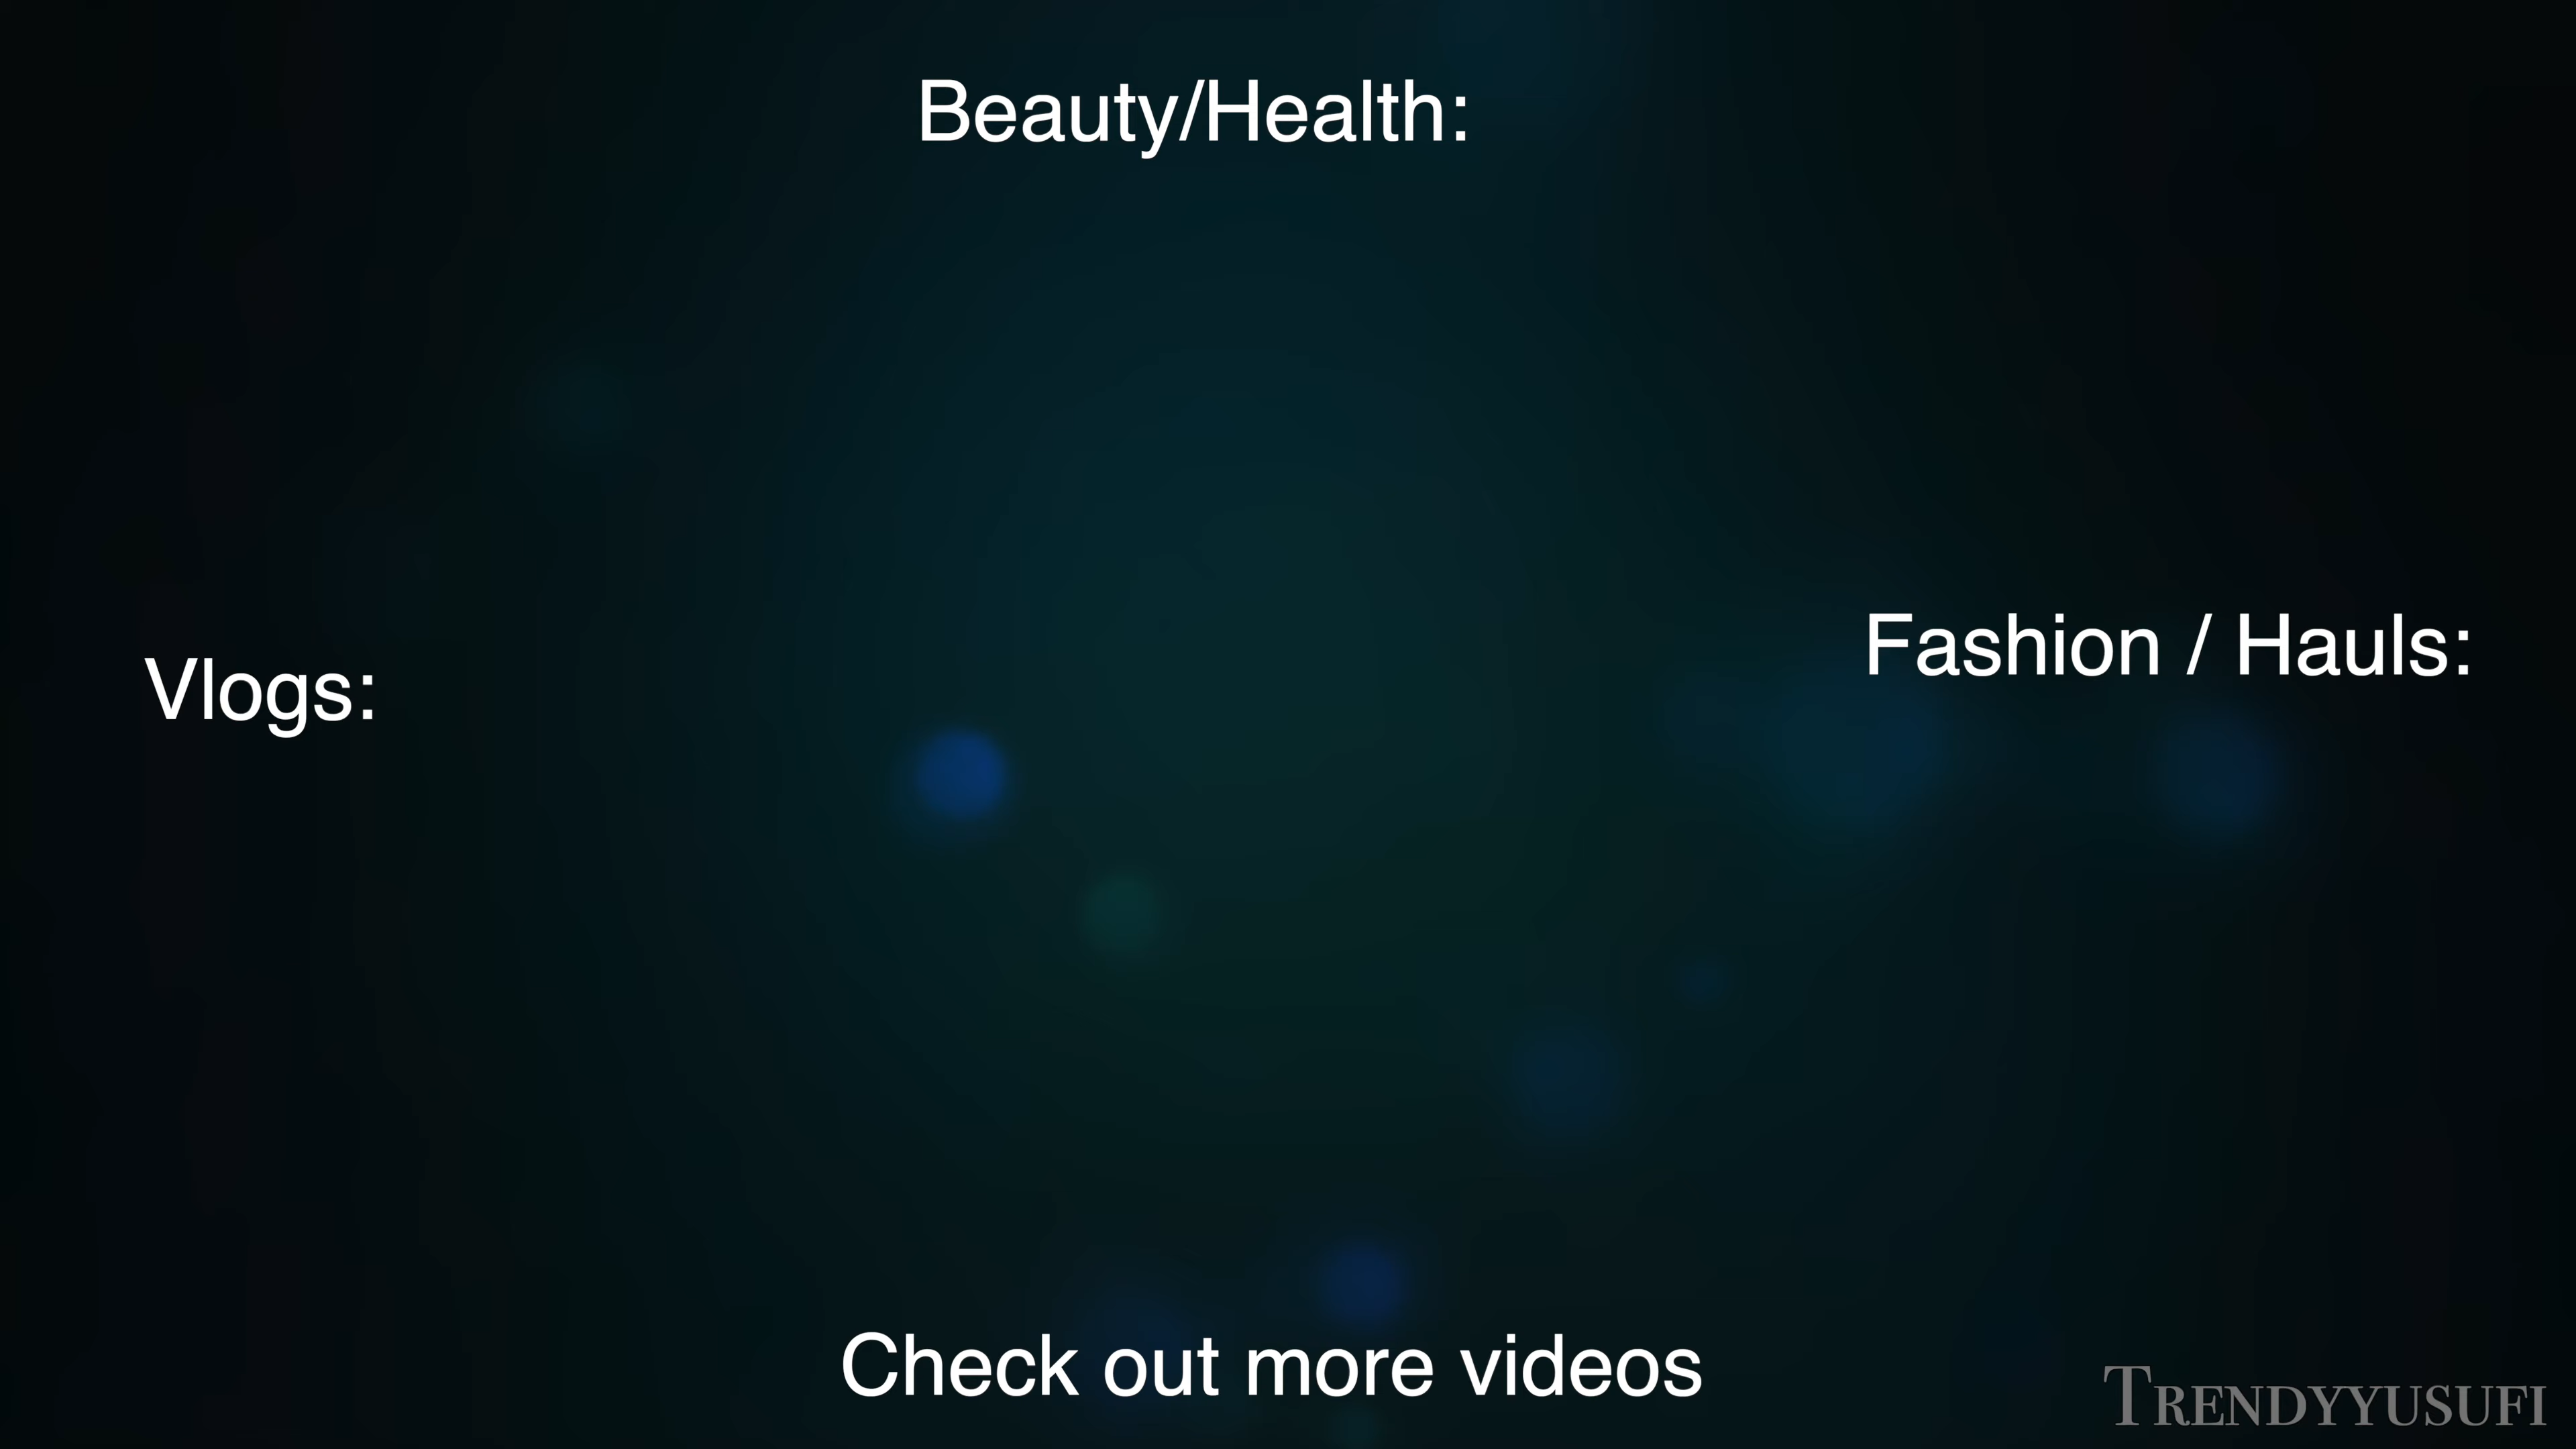 Beauty/Health:
Vlogs:
Fashion / Hauls:
Check out more videos
TRENDYYUSUFI